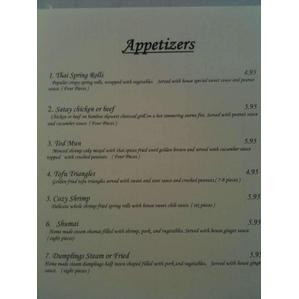 Appetizers
1. Thai Spring Rolls 4.95
Popular crispy spring rolls, wrapped with vegetables. Served with house special sweet sauce and peanut
sauce. ( Four Pieces )
2. Satay chicken or beef 5.95
Chicken or beef on bamboo skewers charcoal grill on a hot simmering sterno fire. Served with peanut sauce
and cucumber sauce. ( Four Pieces )
3. Tod Mun 5.95
Minced shrimp cake mixed with thai spices fried until golden brown and served with cucumber sauce
topped with crushed peanuts. ( Four Pieces )
4. Tofu Triangles 4.95
Golden fried tofu triangles served with sweet and sour sauce and crushed peanuts.( 7-8 pieces )
5. Cozy Shrimp 5.95
Delicate whole shrimp fried spring rolls with house sweet chili sauce. ( six pieces )
6. Shumai 5.95
Home made steam shumai filled with shrimp, pork, and vegetables. Served with house ginger sauce.
( eight pieces)
7. Dumplings Steam or Fried 5.95
Home made steam dumplings half moon shaped filled with pork,and vegetables. Served with house ginger
sauce. ( eight pieces)